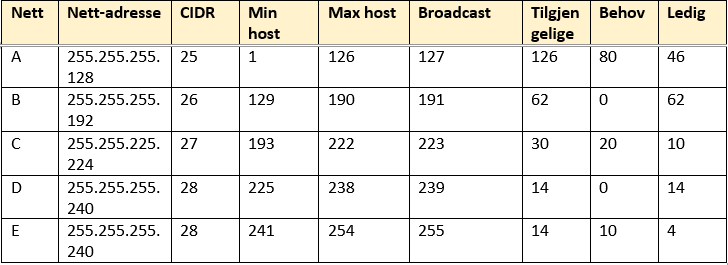 Nett Nett-adresse CIDR Min host Max host Broadcast Tilgjen gelige Behov Ledig
A 255.255.255. 128 25 1 126 127 126 80 46
B 255.255.255. 192 26 129 190 191 62 0 62
C 255.255.225. 224 27 193 222 223 30 20 10
D 255.255.255. 240 28 225 238 239 14 0 14
E 255.255.255. 240 28 241 254 255 14 10 4